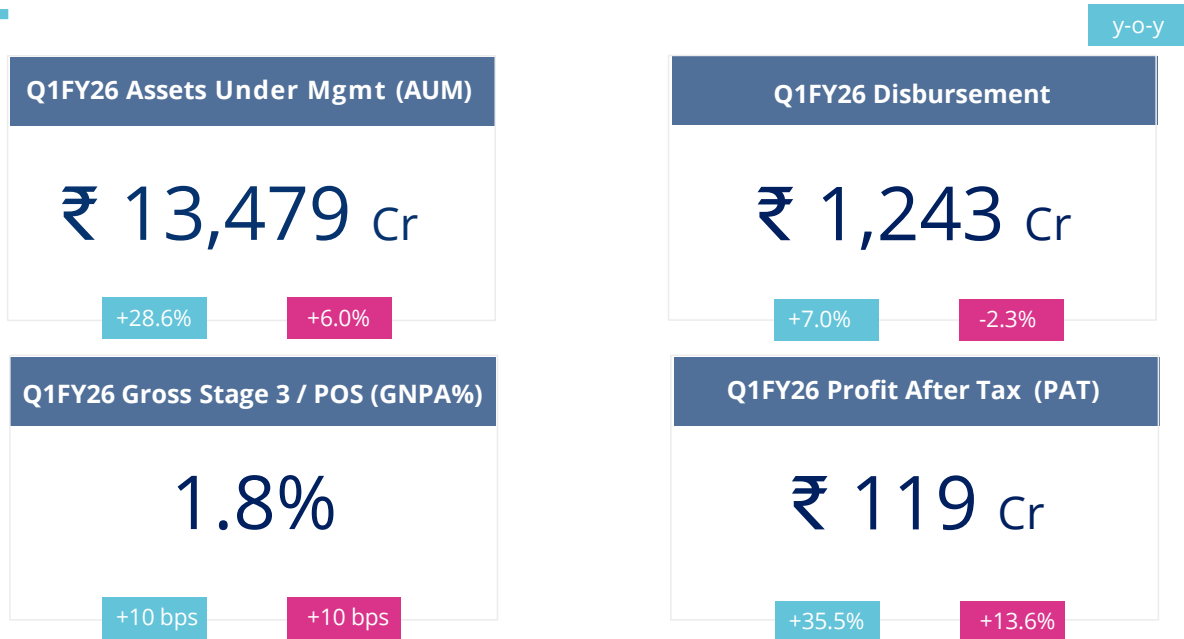 y-o-y
Q1FY26 Assets Under Mgmt (AUM)
₹ 13,479 Cr
+28.6%
+6.0%
Q1FY26 Disbursement
₹ 1,243 Cr
+7.0%
-2.3%
Q1FY26 Gross Stage 3 / POS (GNPA%)
1.8%
+10 bps
+10 bps
Q1FY26 Profit After Tax (PAT)
₹ 119 Cr
+35.5%
+13.6%